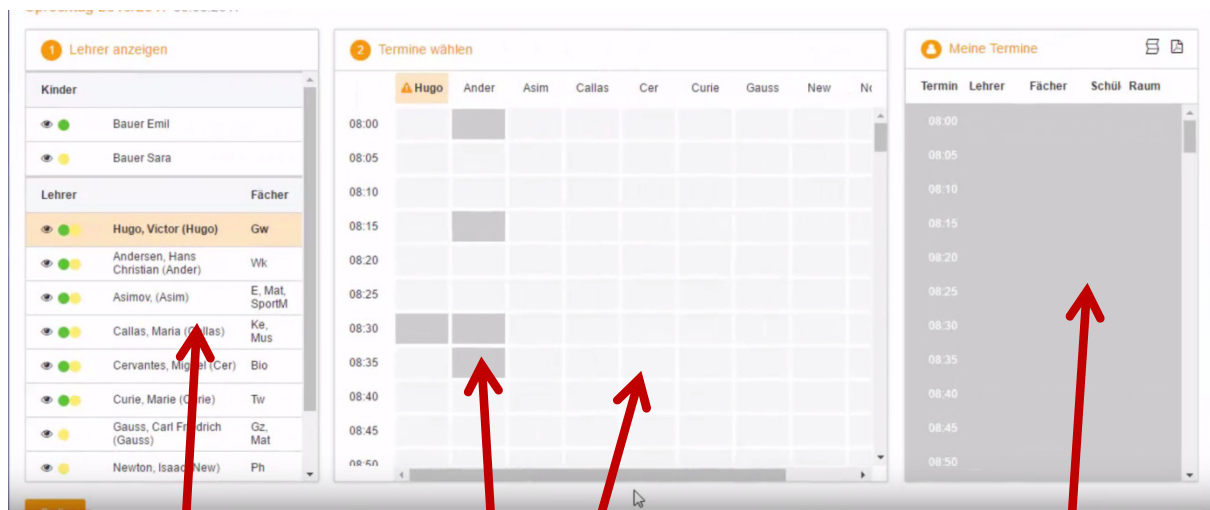 1 Lehrer anzeigen
Kinder
Bauer Emil
Bauer Sara
Lehrer Fächer
Hugo, Victor (Hugo) Gw
Andersen, Hans
Christian (Ander) Wk
Asimov, (Asim) E, Mat,
SportM
Callas, Maria (Callas) Ke,
Mus
Cervantes, Miguel (Cer) Bio
Curie, Marie (Curie) Tw
Gauss, Carl Friedrich
(Gauss) Gz,
Mat
Newton, Isaac (New) Ph
2 Termine wählen
Hugo Ander Asim Callas Cer Curie Gauss New
08:00
08:05
08:10
08:15
08:20
08:25
08:30
08:35
08:40
08:45
08:50
Meine Termine
Termin Lehrer Fächer Schül Raum
08:00
08:05
08:10
08:15
08:20
08:25
08:30
08:35
08:40
08:45
08:50